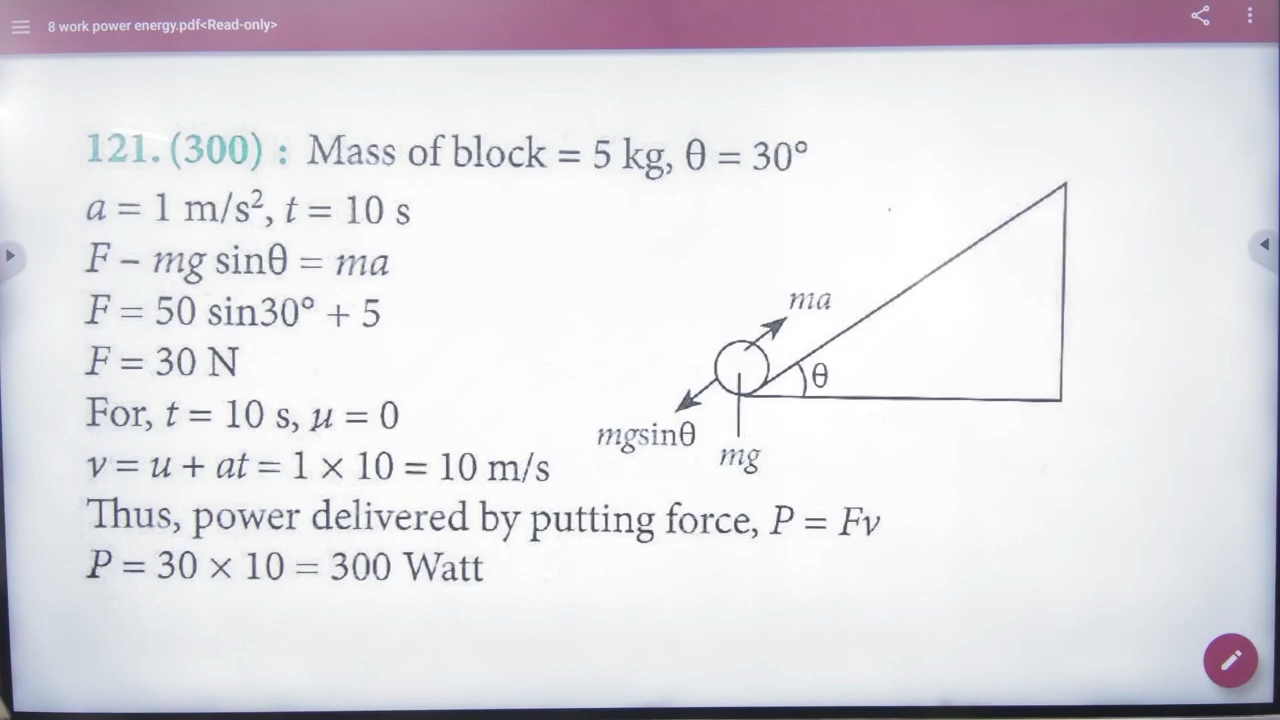 8 work power energy.pdf<Read-only>
121. (300) : Mass of block = 5 kg, θ = 30°
a = 1 m/s², t = 10 s
F – mg sinθ = ma
F = 50 sin30° + 5
F = 30 N
For, t = 10 s, μ = 0
v = u + at = 1 × 10 = 10 m/s
Thus, power delivered by putting force, P = Fv
P = 30 × 10 = 300 Watt
ma
θ
mgsinθ
mg